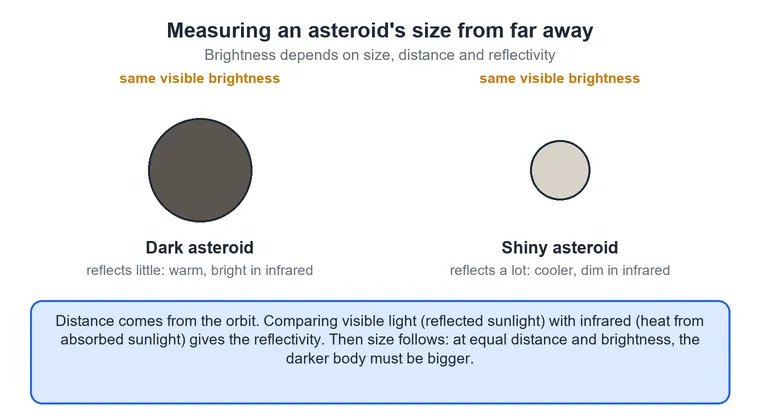 Measuring an asteroid's size from far away
Brightness depends on size, distance and reflectivity
same visible brightness
same visible brightness
Dark asteroid
Shiny asteroid
reflects little: warm, bright in infrared
reflects a lot: cooler, dim in infrared
Distance comes from the orbit. Comparing visible light (reflected sunlight) with infrared (heat from
absorbed sunlight) gives the reflectivity. Then size follows: at equal distance and brightness, the
darker body must be bigger.